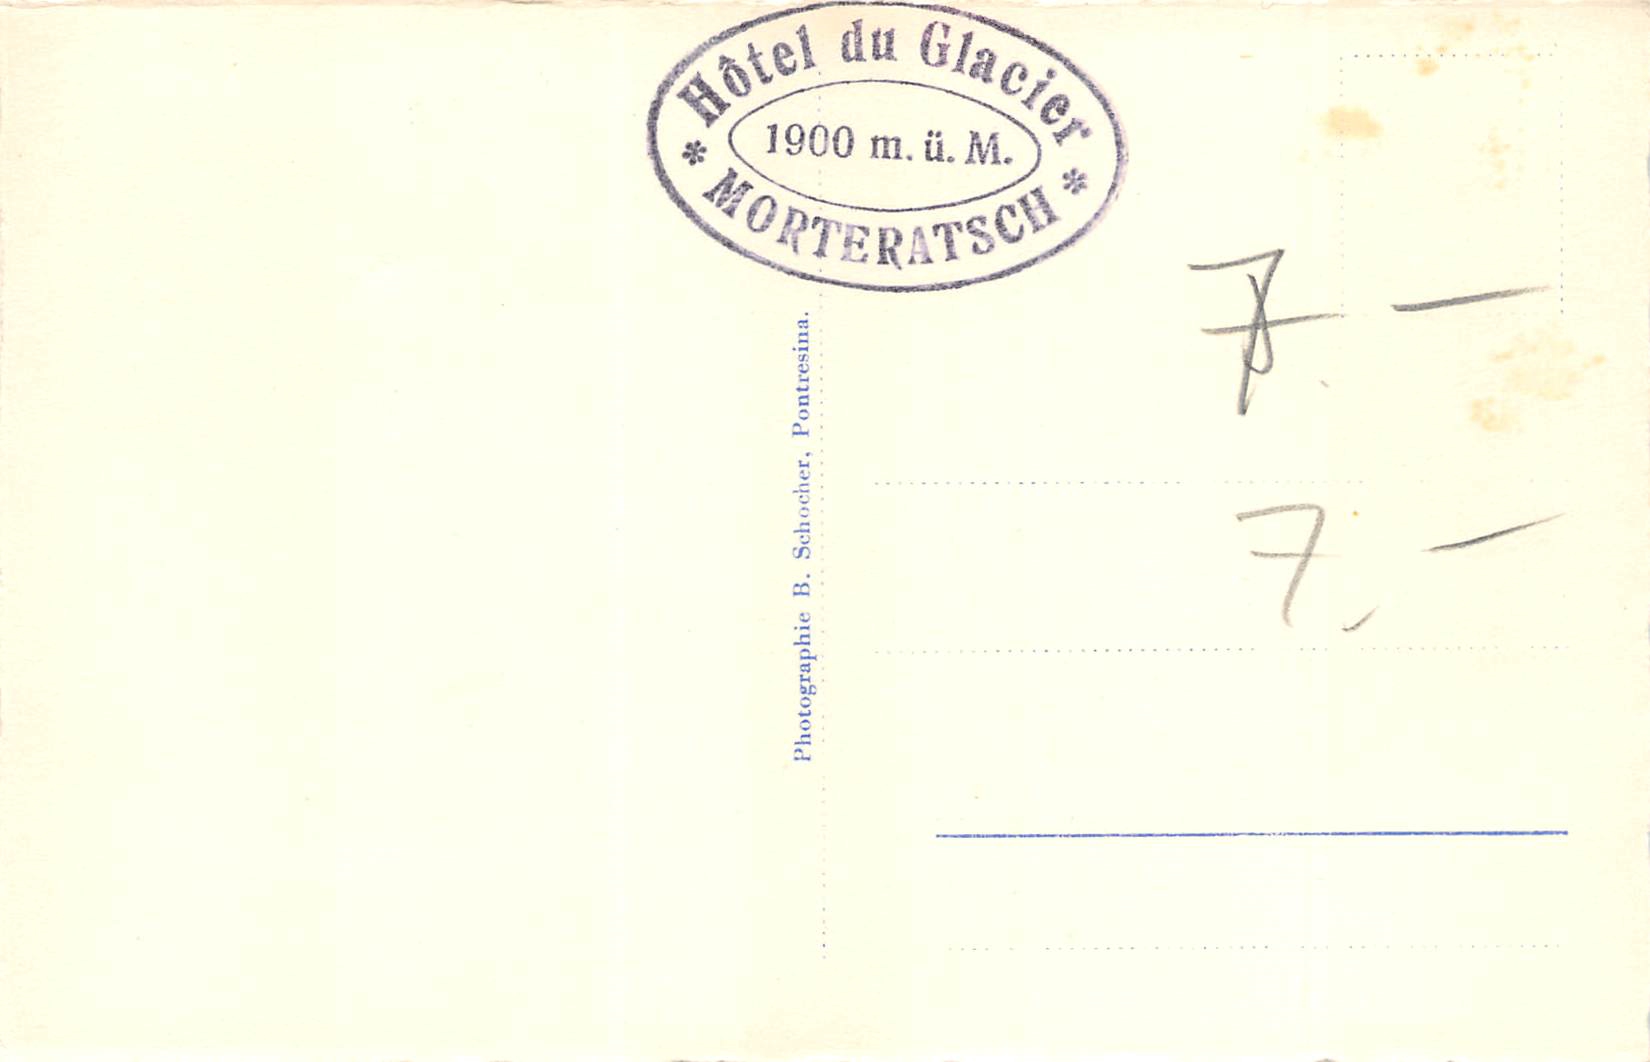 Hôtel du Glacier
1900 m. ü. M.
* MORTERATSCH *
Photographie B. Schocher, Pontresina.
7. —
7. —